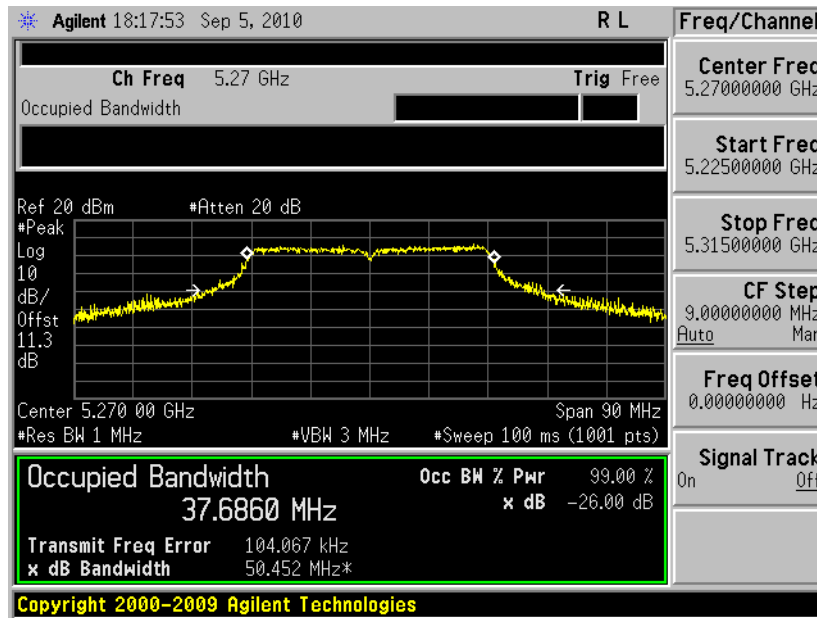 Agilent 18:17:53 Sep 5, 2010 R L
Freq/Channel
Ch Freq 5.27 GHz Trig Free
Occupied Bandwidth
Center Freq
5.27000000 GHz
Start Freq
5.22500000 GHz
Ref 20 dBm #Atten 20 dB
#Peak
Log
10
dB/
Offst
11.3
dB
Stop Freq
5.31500000 GHz
CF Step
9.00000000 MHz
Auto Man
Freq Offset
0.00000000 Hz
Center 5.270 00 GHz Span 90 MHz
#Res BW 1 MHz #VBW 3 MHz #Sweep 100 ms (1001 pts)
Signal Track
On Off
Occupied Bandwidth
37.6860 MHz
Occ BW % Pwr 99.00 %
x dB -26.00 dB
Transmit Freq Error 104.067 kHz
x dB Bandwidth 50.452 MHz*
Copyright 2000-2009 Agilent Technologies